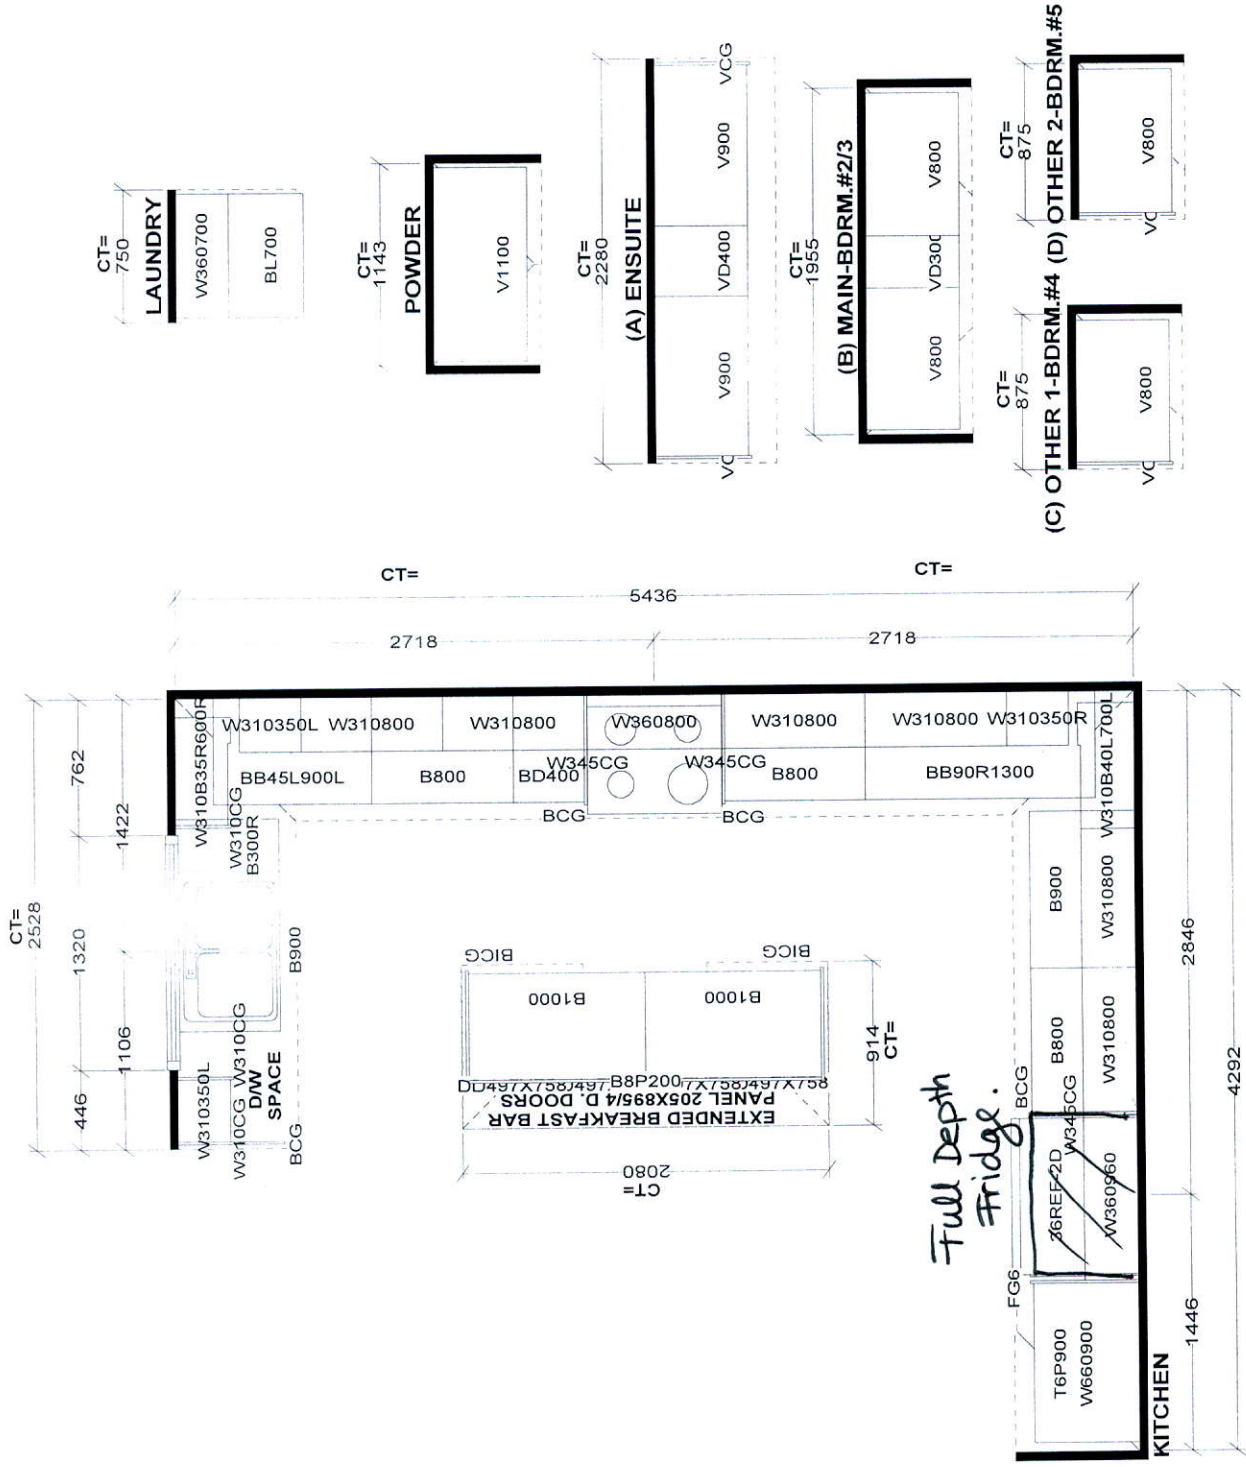 CT=
750
LAUNDRY
W360700
BL700
CT=
1143
POWDER
V1100
CT=
2280
(A) ENSUITE
V900
VD400
V900
VCG
VC
CT=
1955
(B) MAIN-BDRM.#2/3
V800
VD300
V800
CT=
875
(C) OTHER 1-BDRM.#4
V800
VC
CT=
875
(D) OTHER 2-BDRM.#5
V800
VC
CT=
CT=
5436
2718
2718
CT=
2528
762
1320
446
1422
1106
W310B35R600R
W310350L
W310800
W310800
W360800
W310800
W310800
W310350R
W310B40L700L
BB45L900L
B800
BD400
W345CG
W345CG
B800
BB90R1300
BCG
BCG
W310CG
B300R
B900
W310CG
W310350L
W310CG
D/W
SPACE
BCG
BICG
BICG
B1000
B1000
B8P200
PANEL 205X895/4 D. DOORS
EXTENDED BREAKFAST BAR
914
CT=
2080
CT=
B900
W310800
B800
W310800
BCG
W345CG
36REF-2D
W360960
Full Depth
Fridge.
FG6
T6P900
W660900
KITCHEN
2846
1446
4292